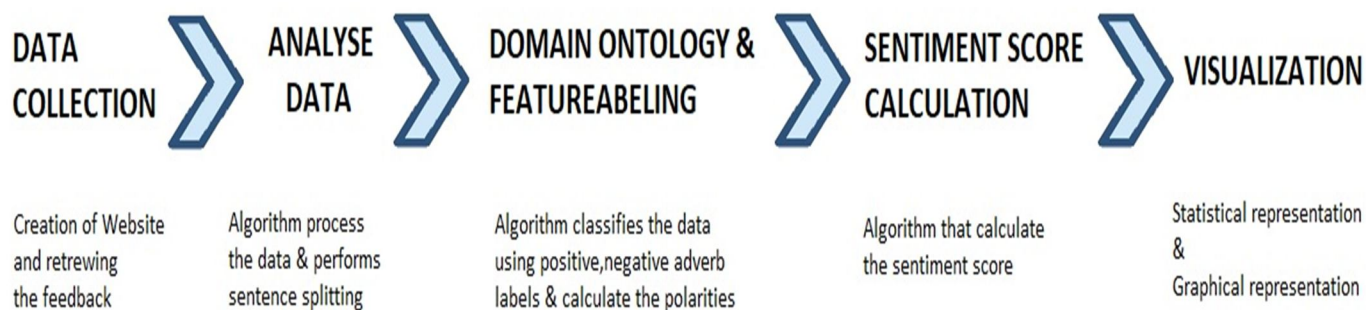 DATA
COLLECTION
ANALYSE
DATA
DOMAIN ONTOLOGY &
FEATUREABELING
SENTIMENT SCORE
CALCULATION
VISUALIZATION
Creation of Website
and retrewing
the feedback
Algorithm process
the data & performs
sentence splitting
Algorithm classifies the data
using positive,negative adverb
labels & calculate the polarities
Algorithm that calculate
the sentiment score
Statistical representation
&
Graphical representation